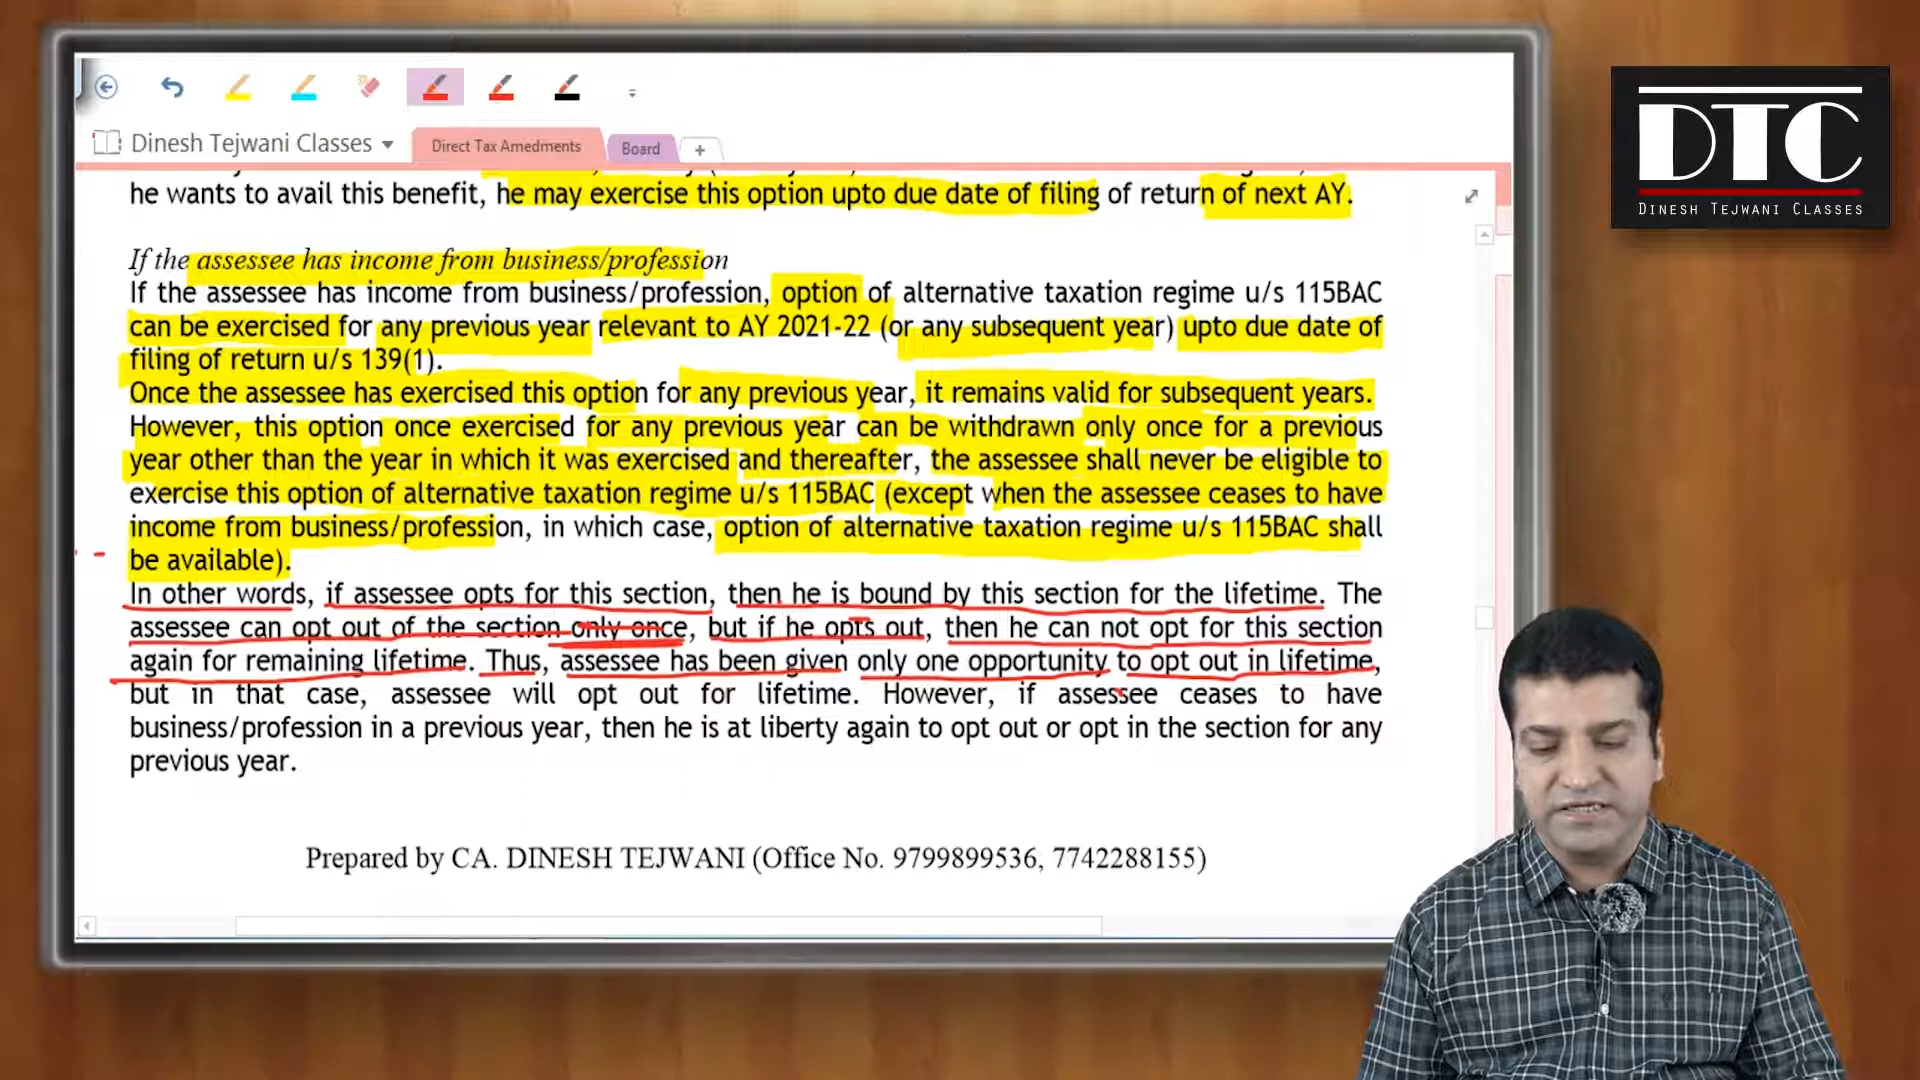 Dinesh Tejwani Classes
Direct Tax Amedments
Board
DTC
DINESH TEJWANI CLASSES
he wants to avail this benefit, he may exercise this option upto due date of filing of return of next AY.
If the assessee has income from business/profession
If the assessee has income from business/profession, option of alternative taxation regime u/s 115BAC
can be exercised for any previous year relevant to AY 2021-22 (or any subsequent year) upto due date of
filing of return u/s 139(1).
Once the assessee has exercised this option for any previous year, it remains valid for subsequent years.
However, this option once exercised for any previous year can be withdrawn only once for a previous
year other than the year in which it was exercised and thereafter, the assessee shall never be eligible to
exercise this option of alternative taxation regime u/s 115BAC (except when the assessee ceases to have
income from business/profession, in which case, option of alternative taxation regime u/s 115BAC shall
be available).
In other words, if assessee opts for this section, then he is bound by this section for the lifetime. The
assessee can opt out of the section only once, but if he opts out, then he can not opt for this section
again for remaining lifetime. Thus, assessee has been given only one opportunity to opt out in lifetime,
but in that case, assessee will opt out for lifetime. However, if assessee ceases to have
business/profession in a previous year, then he is at liberty again to opt out or opt in the section for any
previous year.
Prepared by CA. DINESH TEJWANI (Office No. 9799899536, 7742288155)